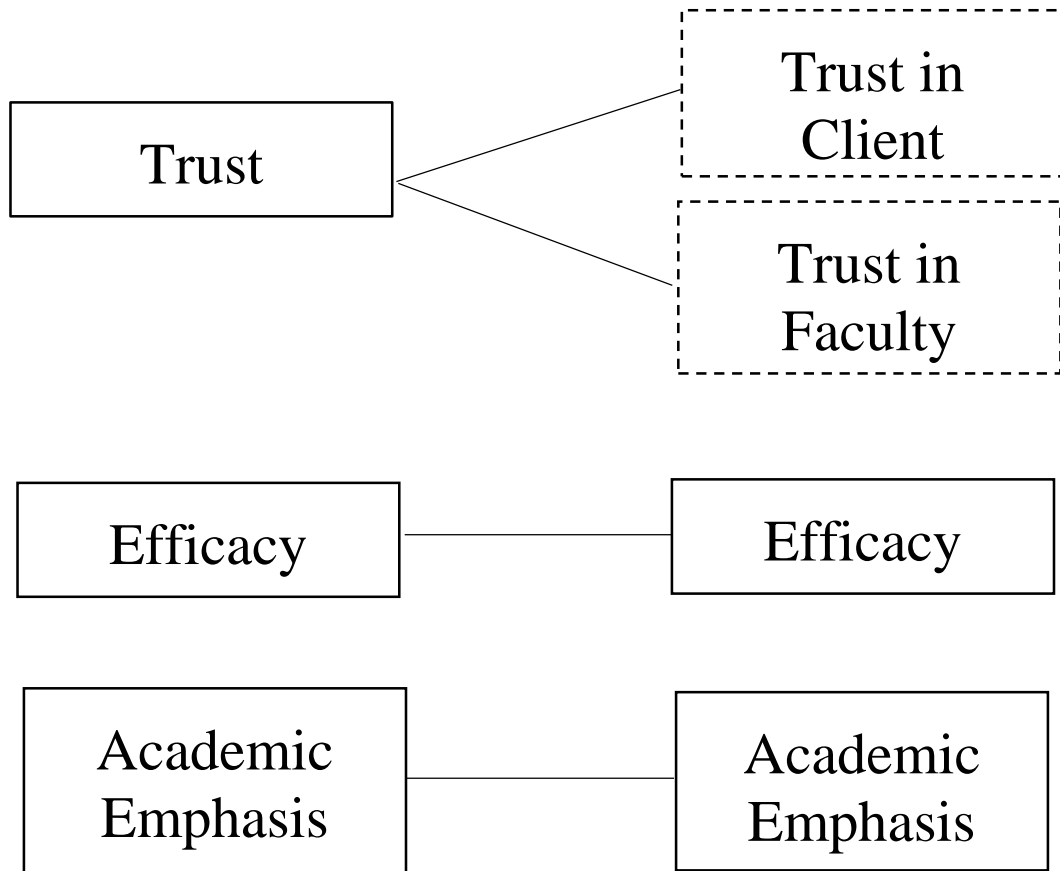 Trust
Trust in
Client
Trust in
Faculty
Efficacy
Efficacy
Academic
Emphasis
Academic
Emphasis